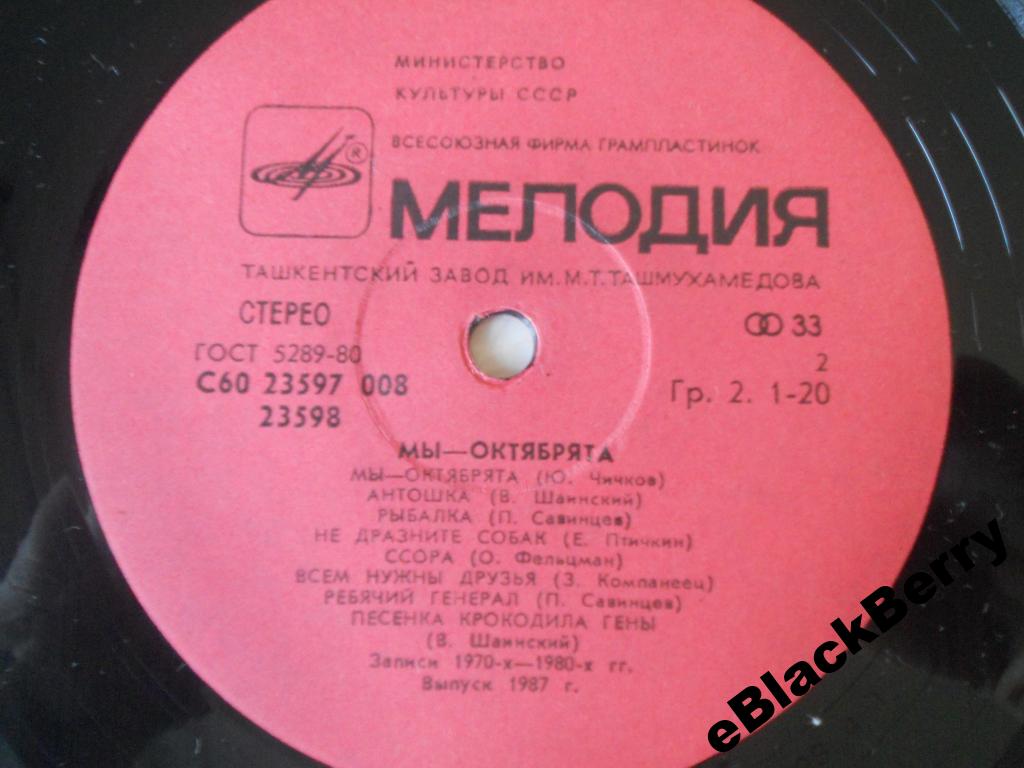 МИНИСТЕРСТВО
КУЛЬТУРЫ СССР
ВСЕСОЮЗНАЯ ФИРМА ГРАМПЛАСТИНОК
®
МЕЛОДИЯ
ТАШКЕНТСКИЙ ЗАВОД ИМ. М. Т. ТАШМУХАМЕДОВА
СТЕРЕО
33
ГОСТ 5289-80
2
С60 23597 008
Гр. 2. 1-20
23598
МЫ—ОКТЯБРЯТА
МЫ—ОКТЯБРЯТА (Ю. Чичков)
АНТОШКА (В. Шаинский)
РЫБАЛКА (П. Савинцев)
НЕ ДРАЗНИТЕ СОБАК (Е. Птичкин)
ССОРА (О. Фельцман)
ВСЕМ НУЖНЫ ДРУЗЬЯ (З. Компанеец)
РЕБЯЧИЙ ГЕНЕРАЛ (П. Савинцев)
ПЕСЕНКА КРОКОДИЛА ГЕНЫ
(В. Шаинский)
Записи 1970-х—1980-х гг.
Выпуск 1987 г.
eBlackBerry